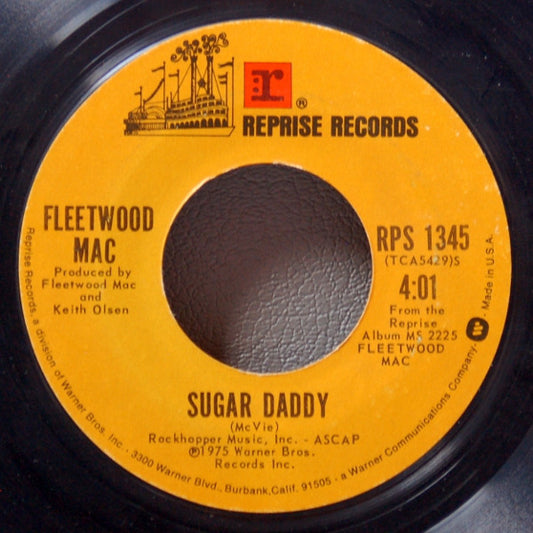 r
®
REPRISE RECORDS
FLEETWOOD
MAC
Produced by
Fleetwood Mac
and
Keith Olsen
RPS 1345
(TCA5429)S
4:01
From the
Reprise
Album MS 2225
FLEETWOOD
MAC
SUGAR DADDY
(McVie)
Rockhopper Music, Inc. - ASCAP
℗1975 Warner Bros.
Records Inc.
Reprise Records, a division of Warner Bros. Inc. - 3300 Warner Blvd., Burbank, Calif. 91505 - a Warner Communications Company - Made in U.S.A.